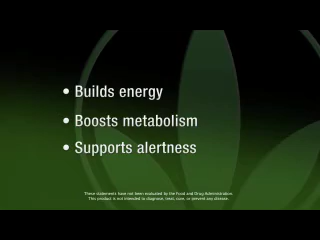 • Builds energy
• Boosts metabolism
• Supports alertness
These statements have not been evaluated by the Food and Drug Administration.
This product is not intended to diagnose, treat, cure, or prevent any disease.